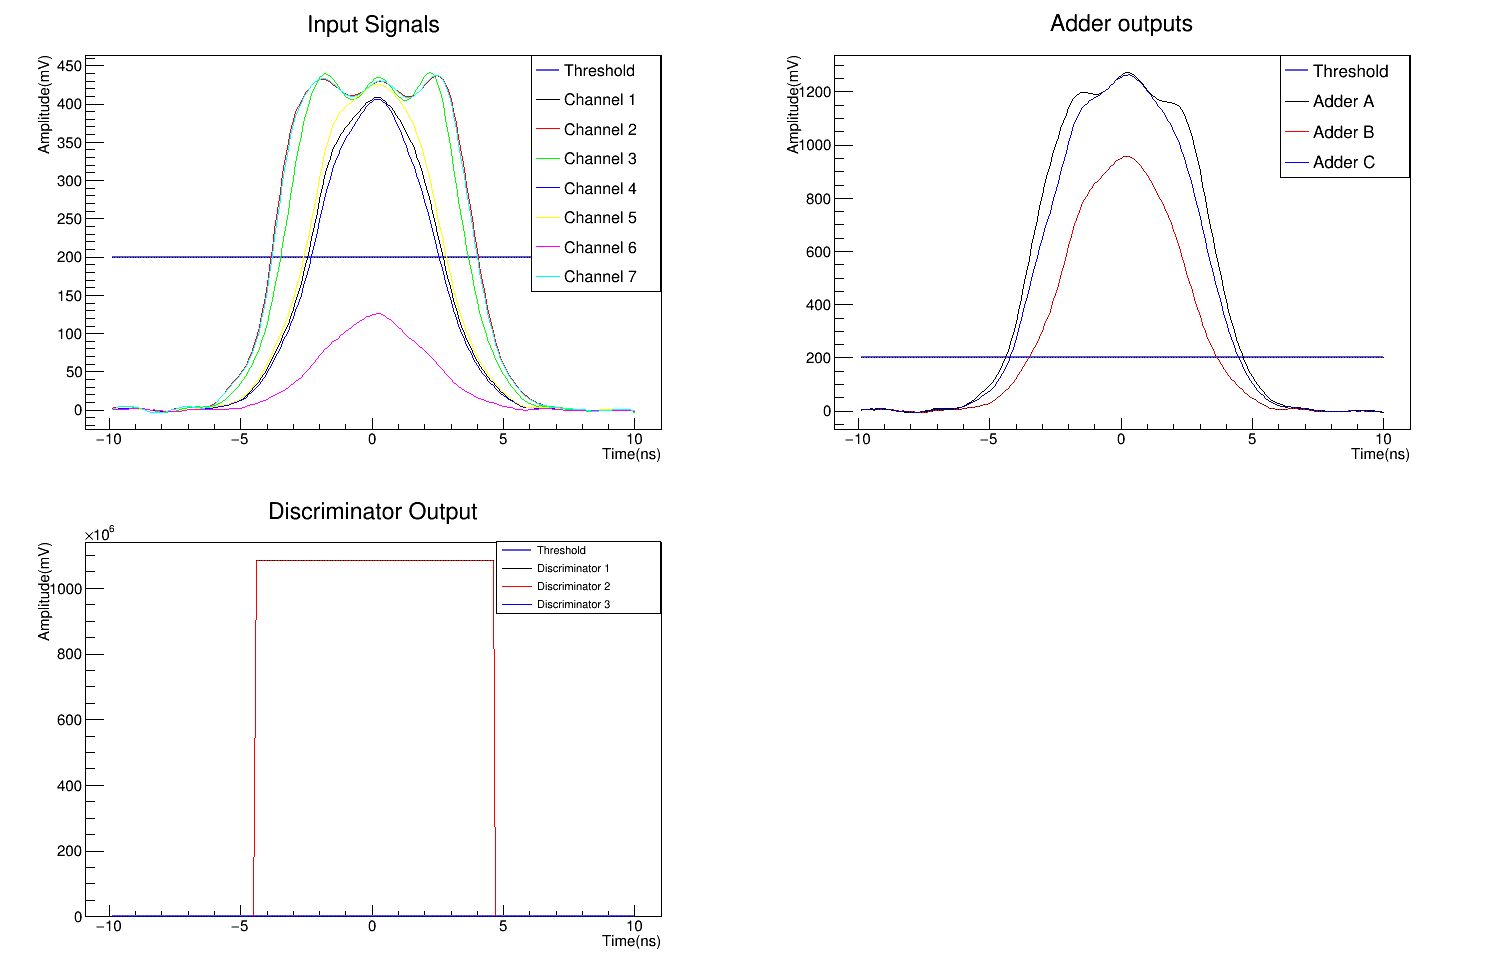 Input Signals
Amplitude(mV)
450
400
350
300
250
200
150
100
50
0
−10
−5
0
5
10
Time(ns)
Threshold
Channel 1
Channel 2
Channel 3
Channel 4
Channel 5
Channel 6
Channel 7
Adder outputs
Amplitude(mV)
1200
1000
800
600
400
200
0
−10
−5
0
5
10
Time(ns)
Threshold
Adder A
Adder B
Adder C
Discriminator Output
×10⁶
Amplitude(mV)
1000
800
600
400
200
0
−10
−5
0
5
10
Time(ns)
Threshold
Discriminator 1
Discriminator 2
Discriminator 3